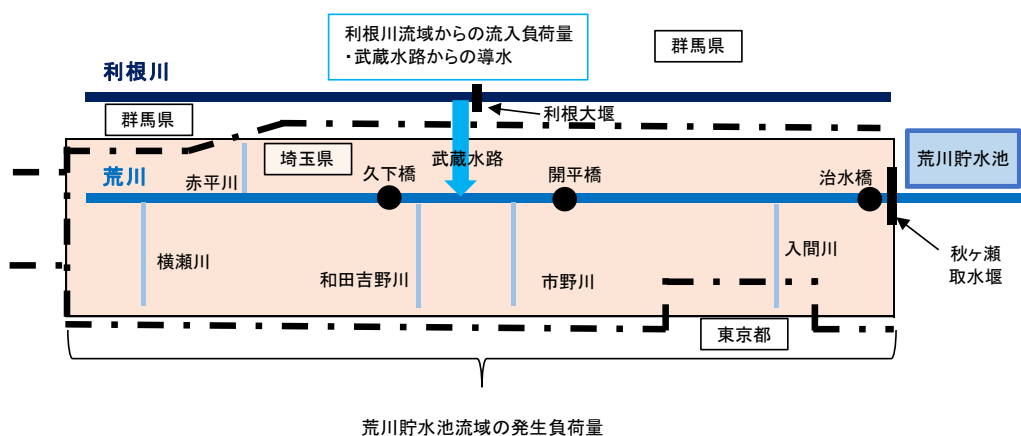 利根川流域からの流入負荷量
・武蔵水路からの導水
群馬県
利根川
群馬県
利根大堰
埼玉県
武蔵水路
荒川貯水池
荒川
赤平川
久下橋
開平橋
治水橋
横瀬川
和田吉野川
市野川
入間川
秋ヶ瀬
取水堰
東京都
荒川貯水池流域の発生負荷量